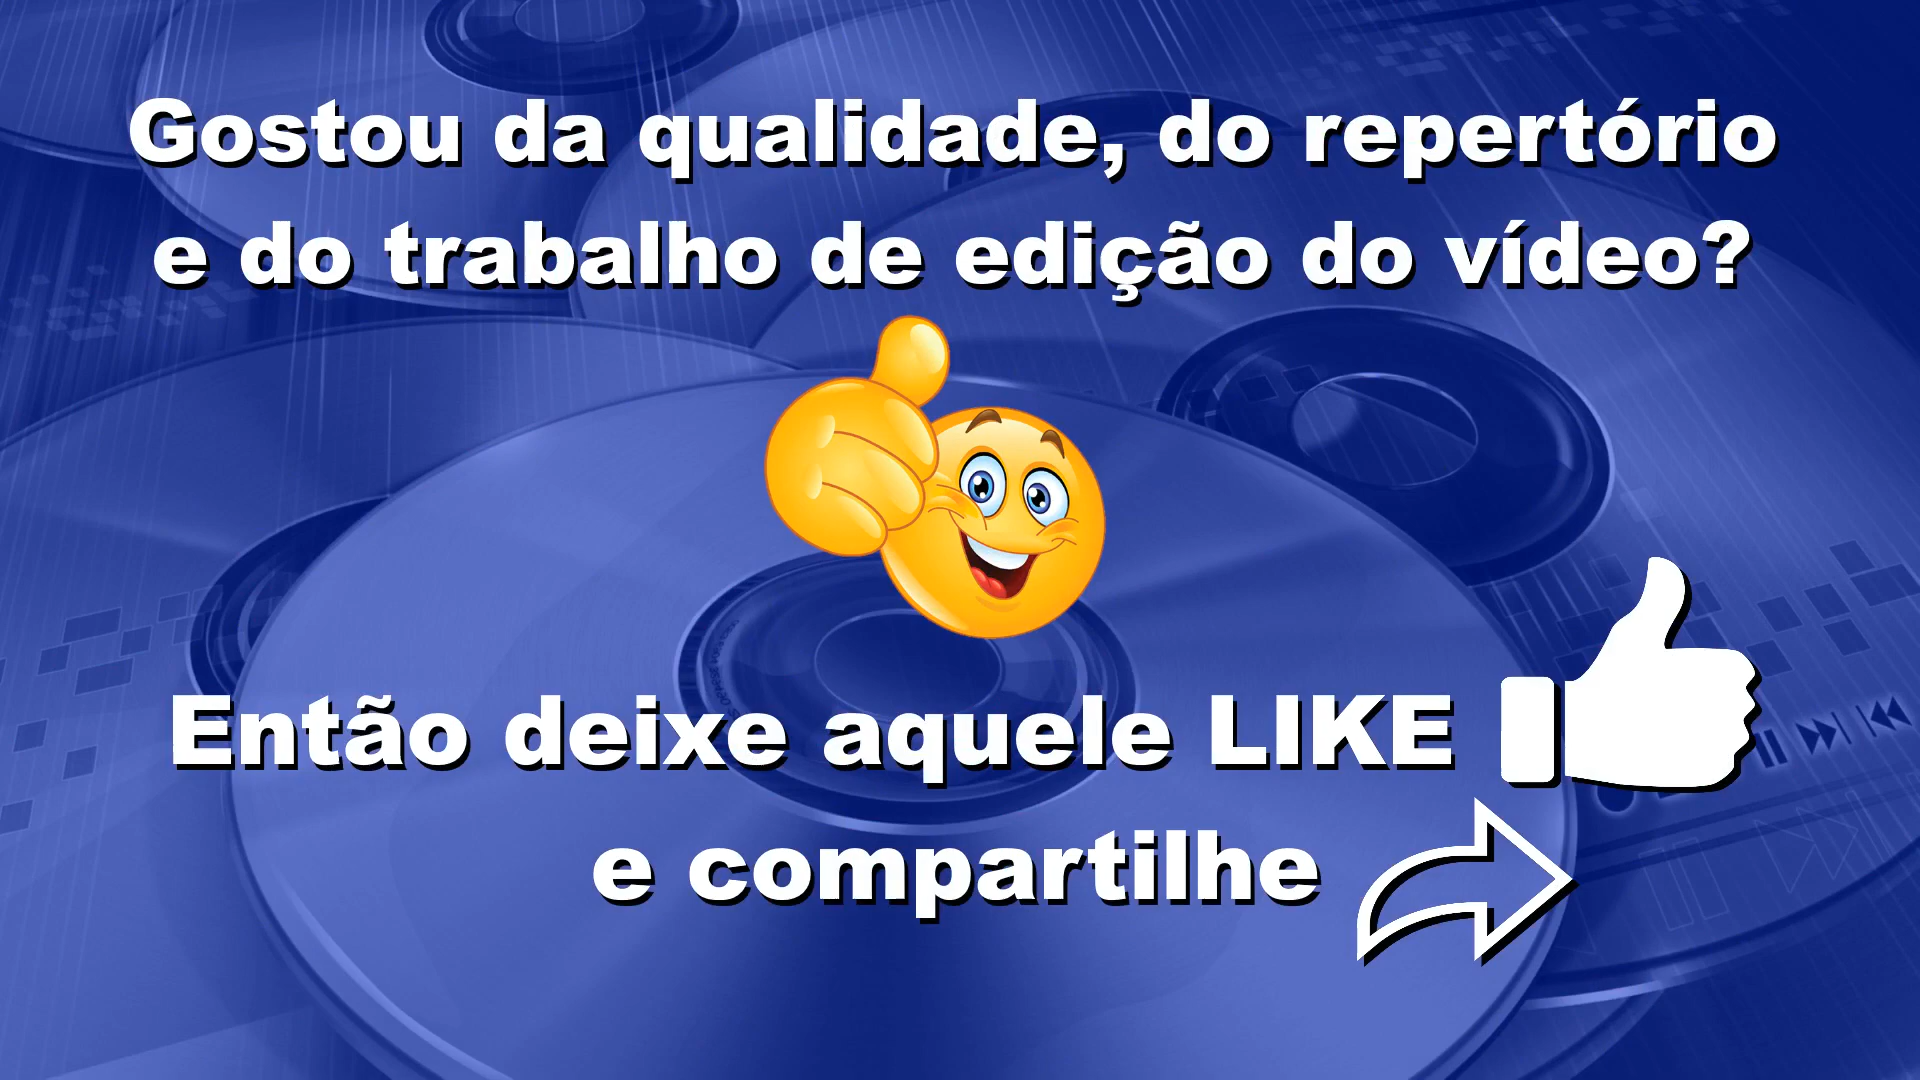 Gostou da qualidade, do repertório
e do trabalho de edição do vídeo?
Então deixe aquele LIKE
e compartilhe